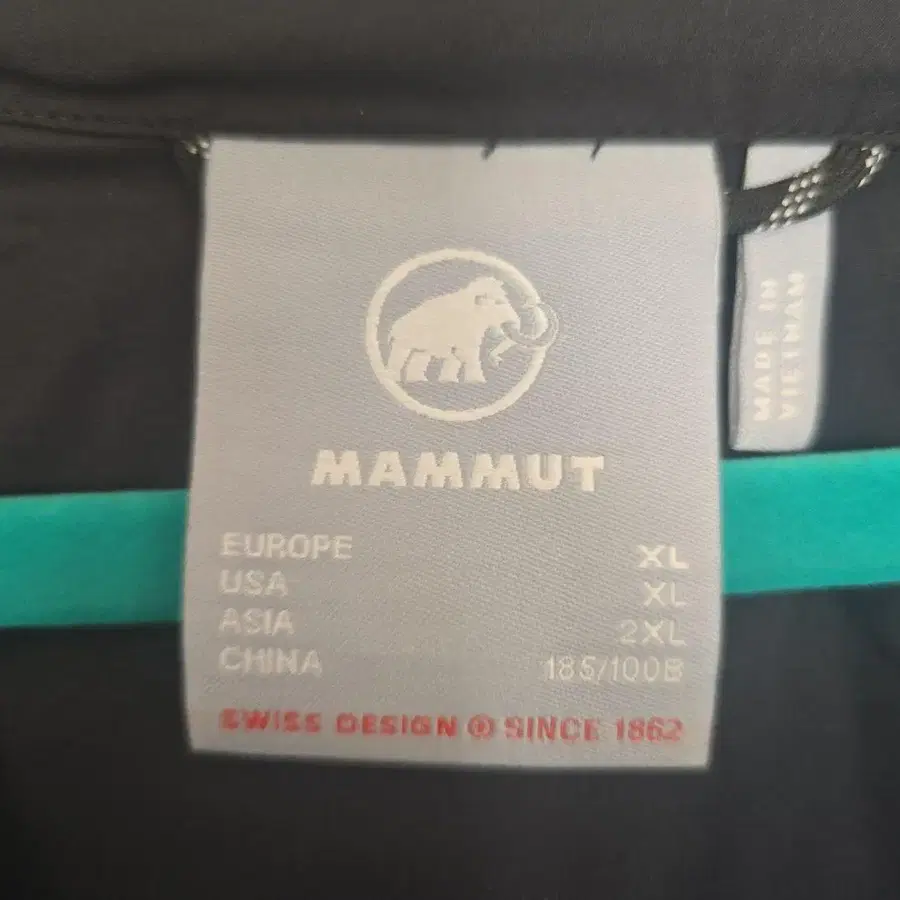 MAMMUT
EUROPE XL
USA XL
ASIA 2XL
CHINA 185/100B
SWISS DESIGN ⊕ SINCE 1862
MADE IN
VIETNAM